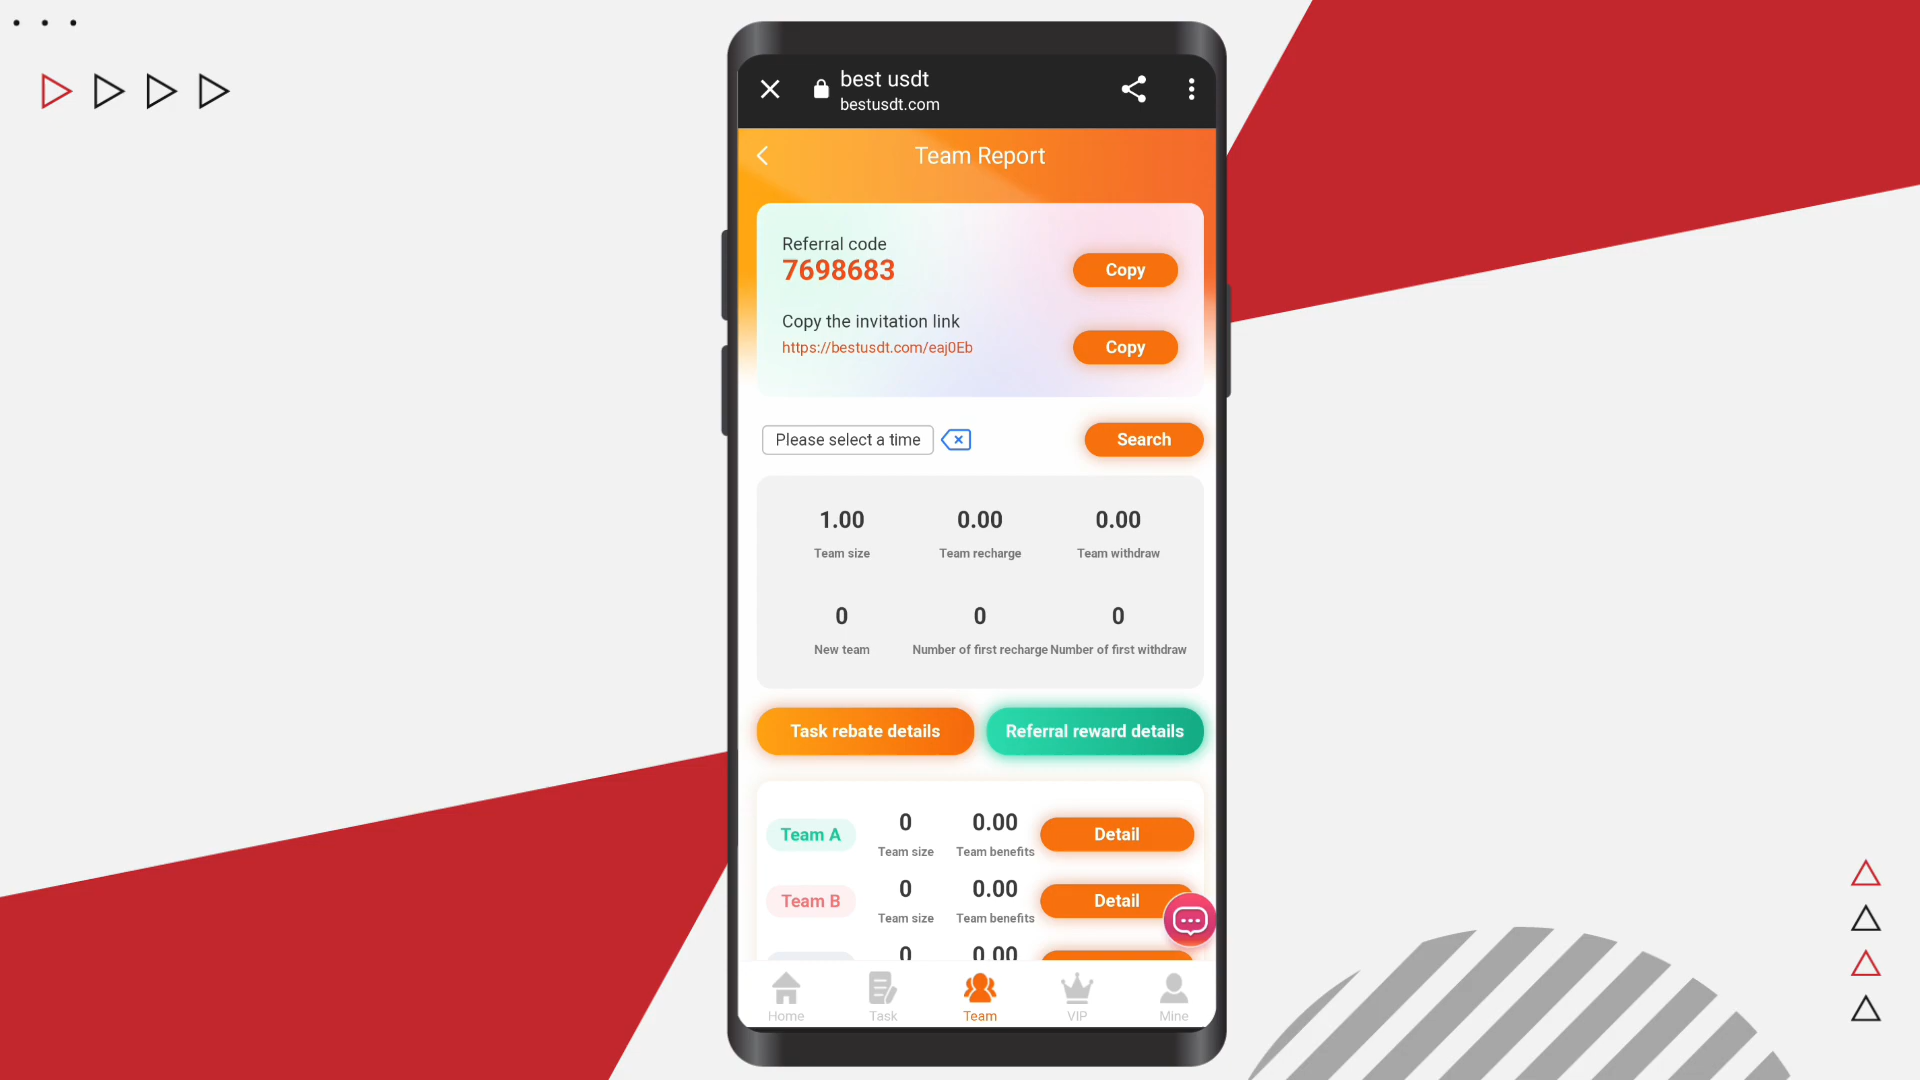 best usdt
bestusdt.com
Team Report
Referral code
7698683
Copy
Copy the invitation link
https://bestusdt.com/eaj0Eb
Copy
Please select a time
Search
1.00 0.00 0.00
Team size Team recharge Team withdraw
0 0 0
New team Number of first recharge Number of first withdraw
Task rebate details Referral reward details
Team A 0 0.00 Detail
Team size Team benefits
Team B 0 0.00 Detail
Team size Team benefits
0 0.00
Home Task Team VIP Mine